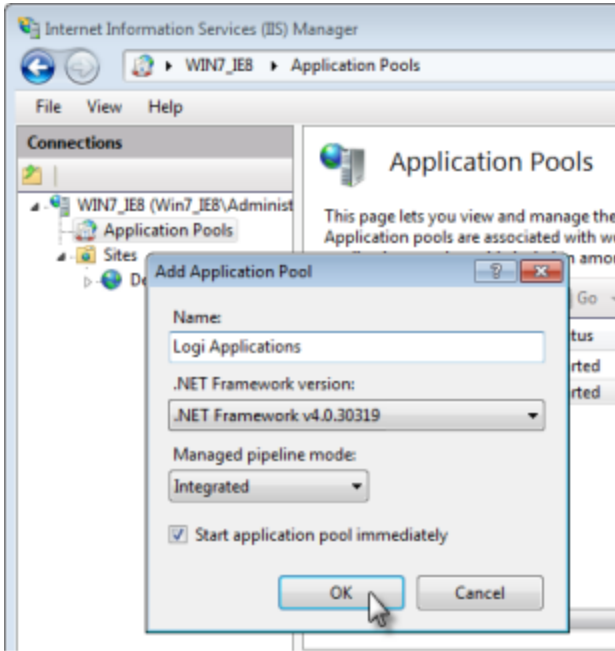 Internet Information Services (IIS) Manager
WIN7_IE8 Application Pools
File View Help
Connections
WIN7_IE8 (Win7_IE8\Administ
Application Pools
Sites
De
Application Pools
This page lets you view and manage the
Application pools are associated with w
amo
Go
tus
rted
rted
Add Application Pool
Name:
Logi Applications
.NET Framework version:
.NET Framework v4.0.30319
Managed pipeline mode:
Integrated
Start application pool immediately
OK Cancel